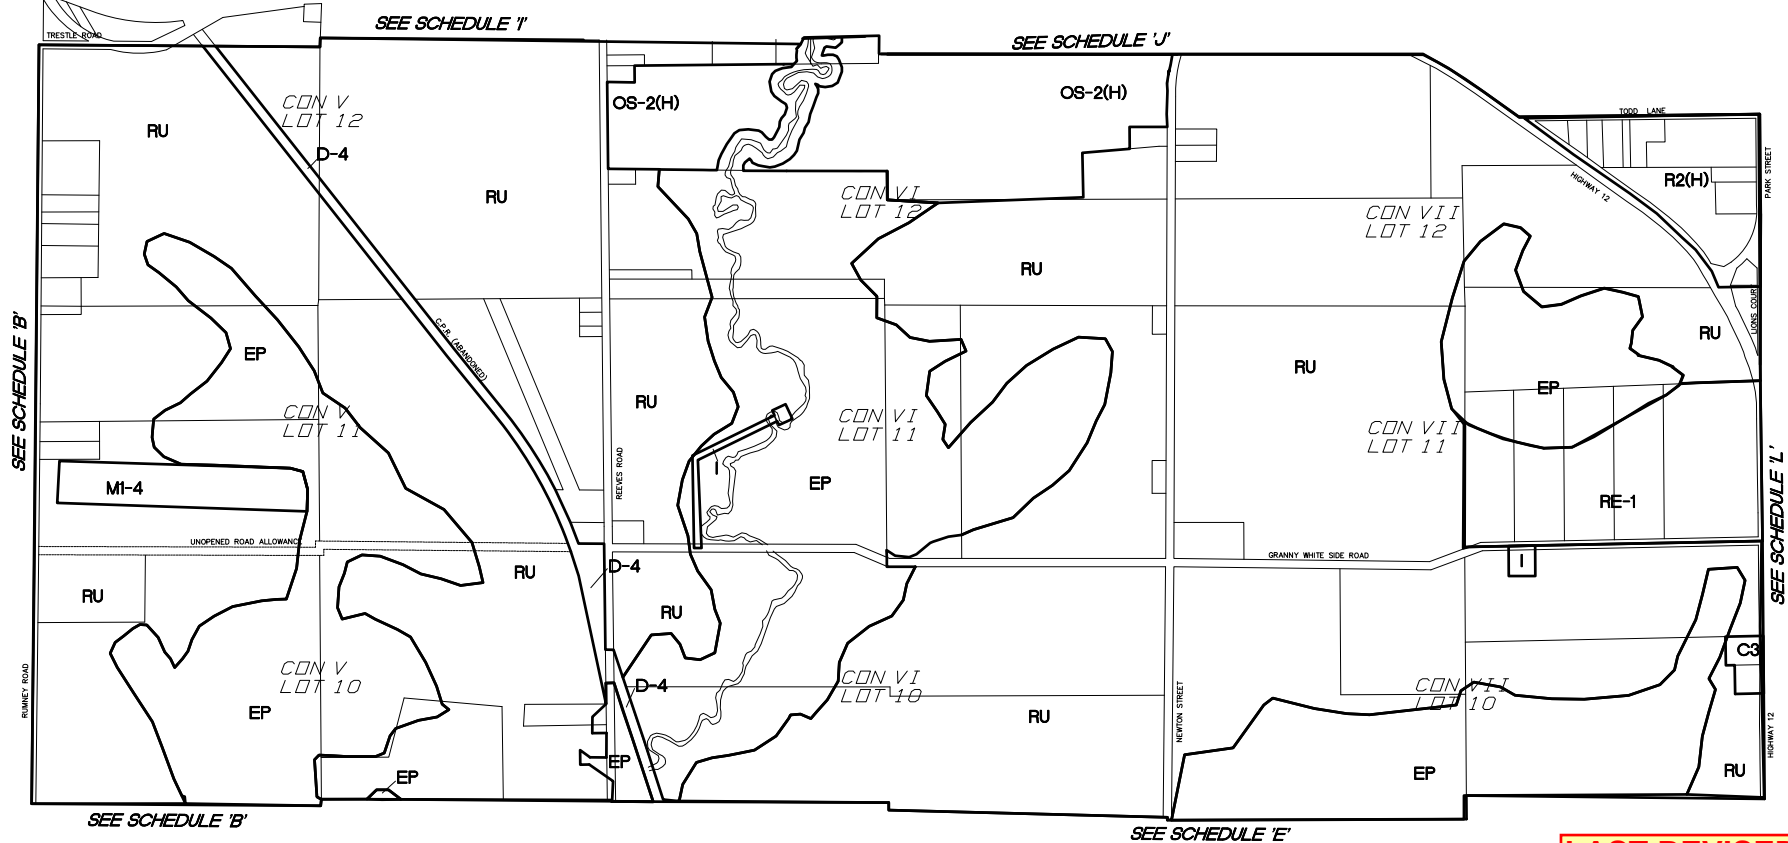 SEE SCHEDULE 'I'
SEE SCHEDULE 'J'
TRESTLE ROAD
CON V
LOT 12
RU
D-4
RU
OS-2(H)
OS-2(H)
TODD LANE
PARK STREET
HIGHWAY 12
R2(H)
CON VI
LOT 12
CON VII
LOT 12
RU
LIONS COURT
RU
SEE SCHEDULE 'B'
EP
C.P.R. (ABANDONED)
RU
RU
EP
CON V
LOT 11
CON VI
LOT 11
CON VII
LOT 11
REEVES ROAD
I
EP
M1-4
RE-1
SEE SCHEDULE 'L'
UNOPENED ROAD ALLOWANCE
GRANNY WHITE SIDE ROAD
I
RU
RU
D-4
RU
C3
CON V
LOT 10
CON VI
LOT 10
CON VII
LOT 10
D-4
RUMNEY ROAD
EP
RU
NEWTON STREET
HIGHWAY 12
EP
EP
EP
RU
SEE SCHEDULE 'B'
SEE SCHEDULE 'E'